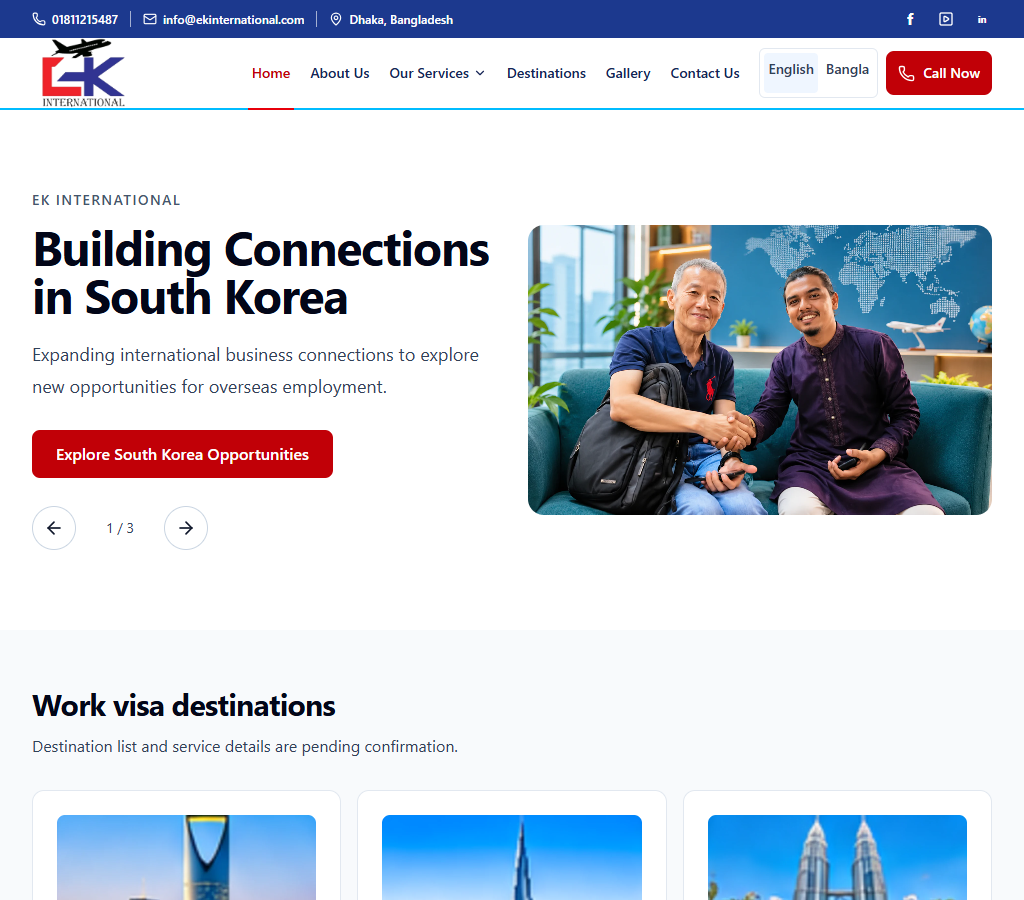 01811215487
info@ekinternational.com
Dhaka, Bangladesh
f
in
EK
INTERNATIONAL
Home
About Us
Our Services
Destinations
Gallery
Contact Us
English
Bangla
Call Now
EK INTERNATIONAL
Building Connections
in South Korea
Expanding international business connections to explore
new opportunities for overseas employment.
Explore South Korea Opportunities
1 / 3
Work visa destinations
Destination list and service details are pending confirmation.